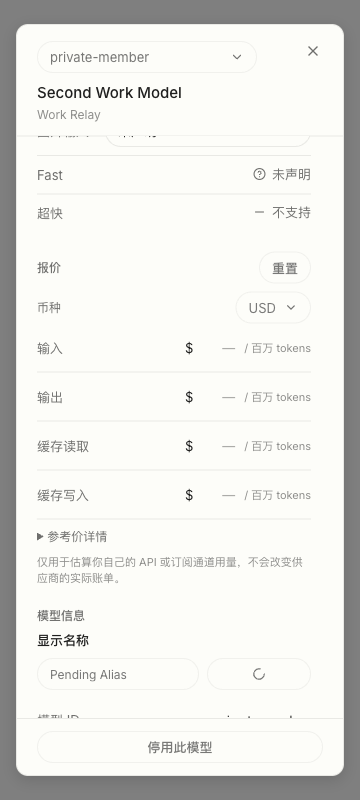 private-member
Second Work Model
Work Relay
Fast 未声明
超快 — 不支持
报价 重置
币种 USD
输入 $ — / 百万 tokens
输出 $ — / 百万 tokens
缓存读取 $ — / 百万 tokens
缓存写入 $ — / 百万 tokens
参考价详情
仅用于估算你自己的 API 或订阅通道用量，不会改变供
应商的实际账单。
模型信息
显示名称
Pending Alias
停用此模型